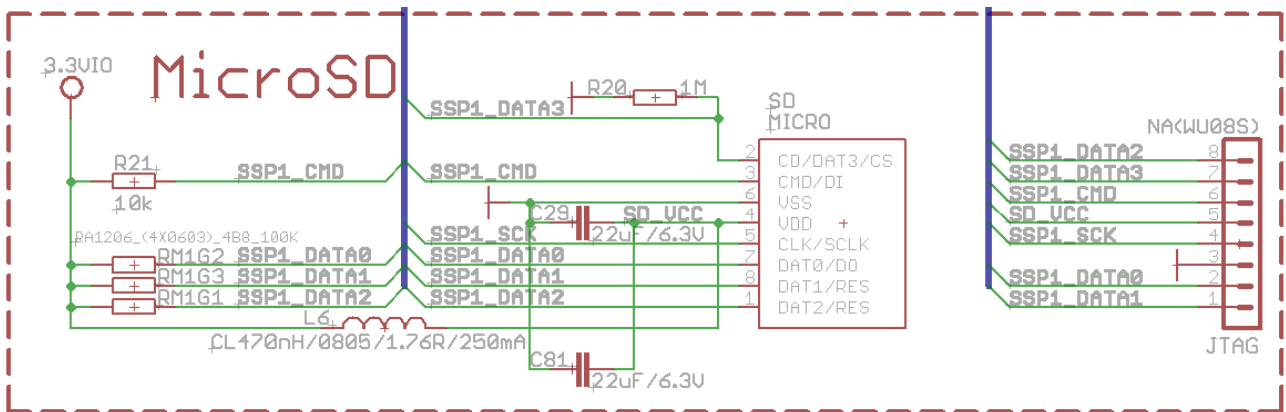 3.3VIO
MicroSD
R20
1M
SSP1_DATA3
SD
MICRO
NA(WU08S)
R21
SSP1_CMD
SSP1_CMD
10k
2
CD/DAT3/CS
3
CMD/DI
6
VSS
4
VDD
5
CLK/SCLK
7
DAT0/DO
8
DAT1/RES
1
DAT2/RES
C29
SD_VCC
22uF/6.3V
SSP1_SCK
RA1206_(4X0603)_4B8_100K
RM1G2
SSP1_DATA0
SSP1_DATA0
RM1G3
SSP1_DATA1
SSP1_DATA1
RM1G1
SSP1_DATA2
SSP1_DATA2
L6
CL470nH/0805/1.76R/250mA
C81
22uF/6.3V
SSP1_DATA2
8
SSP1_DATA3
7
SSP1_CMD
6
SD_VCC
5
SSP1_SCK
4
3
SSP1_DATA0
2
SSP1_DATA1
1
JTAG